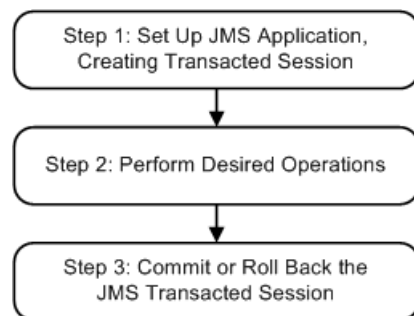 Step 1: Set Up JMS Application,
Creating Transacted Session
Step 2: Perform Desired Operations
Step 3: Commit or Roll Back the
JMS Transacted Session